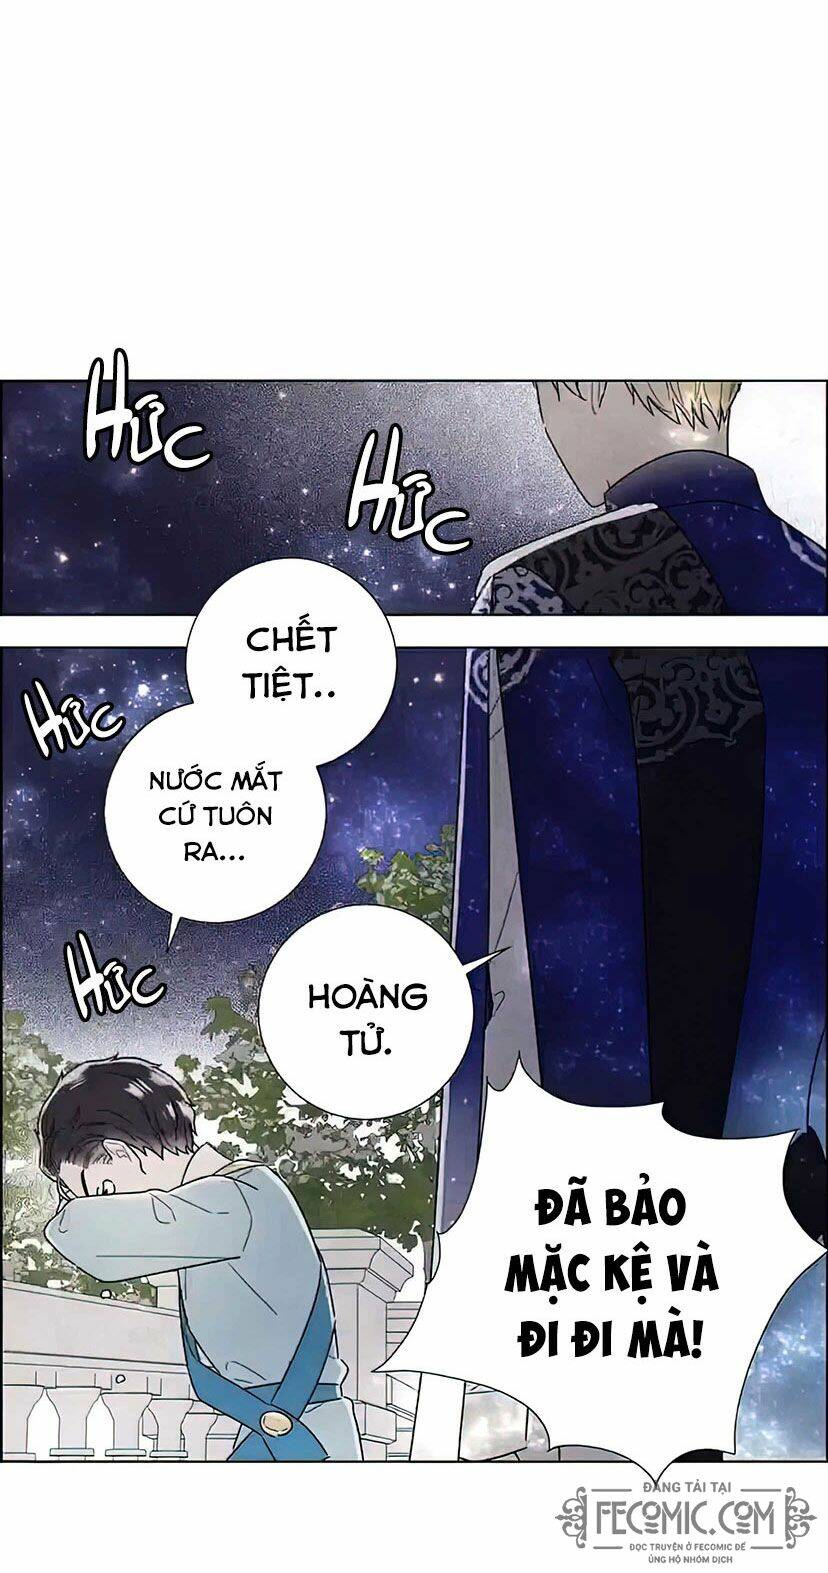 HỨC
HỨC
CHẾT
TIỆT..
HỨC
NƯỚC MẮT
CỨ TUÔN
RA...
HỨC
HOÀNG
TỬ.
ĐÃ BẢO
MẶC KỆ VÀ
ĐI ĐI MÀ!
ĐĂNG TẢI TẠI
FECOMIC.COM
ĐỌC TRUYỆN Ở FECOMIC ĐỂ
ỦNG HỘ NHÓM DỊCH